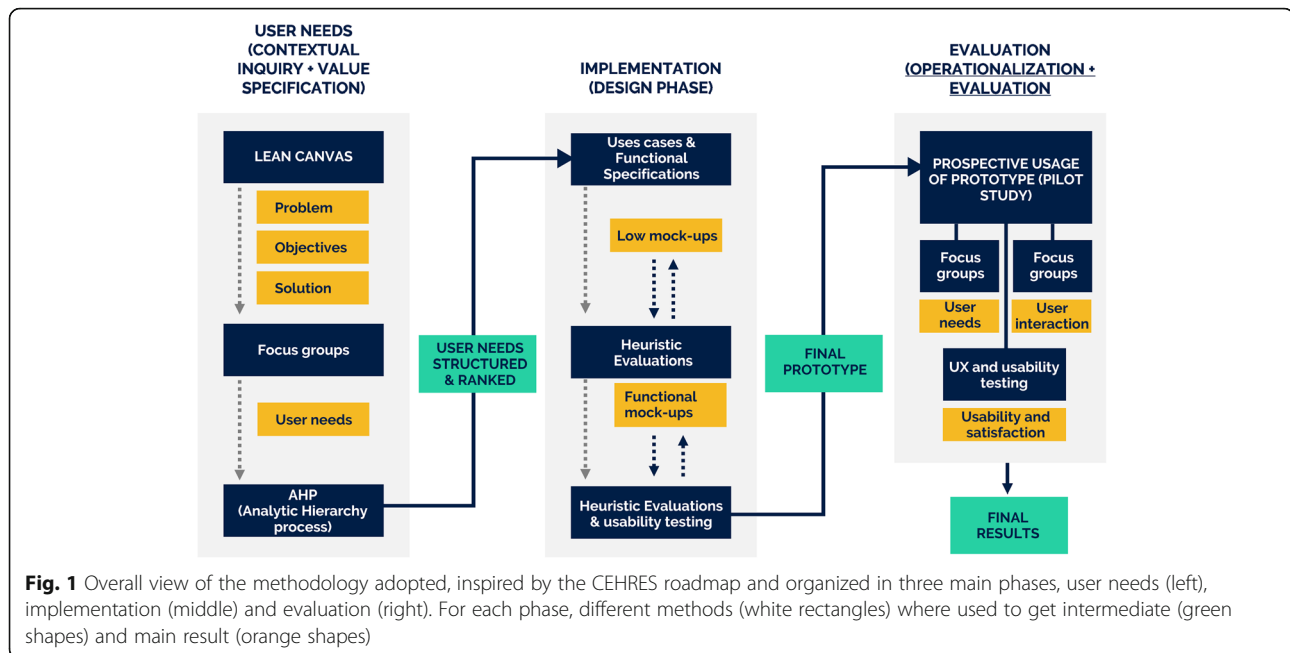 USER NEEDS
(CONTEXTUAL
INQUIRY + VALUE
SPECIFICATION)
LEAN CANVAS
Problem
Objectives
Solution
Focus groups
User needs
AHP
(Analytic Hierarchy
process)
USER NEEDS
STRUCTURED
& RANKED
IMPLEMENTATION
(DESIGN PHASE)
Uses cases &
Functional
Specifications
Low mock-ups
Heuristic
Evaluations
Functional
mock-ups
Heuristic Evaluations
& usability testing
FINAL
PROTOTYPE
EVALUATION
(OPERATIONALIZATION +
EVALUATION
PROSPECTIVE USAGE
OF PROTOTYPE (PILOT
STUDY)
Focus
groups
User
needs
Focus
groups
User
interaction
UX and usability
testing
Usability and
satisfaction
FINAL
RESULTS
Fig. 1 Overall view of the methodology adopted, inspired by the CEHRES roadmap and organized in three main phases, user needs (left),
implementation (middle) and evaluation (right). For each phase, different methods (white rectangles) where used to get intermediate (green
shapes) and main result (orange shapes)